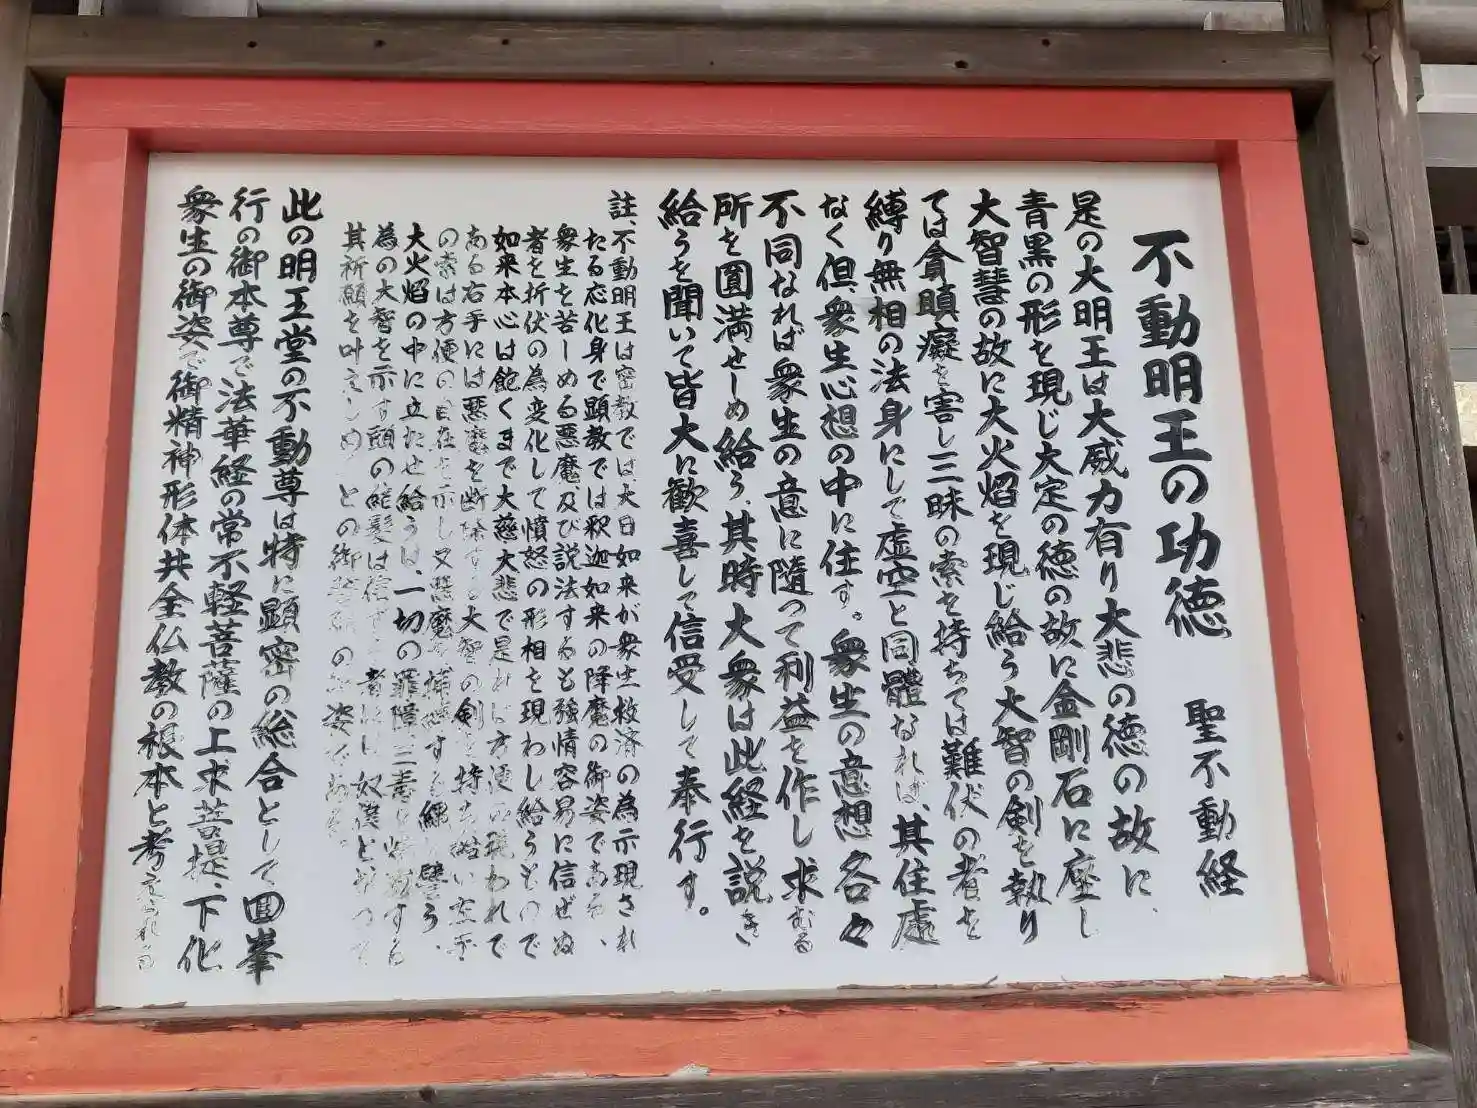 不動明王の功徳　聖不動経
是の大明王は大威力有り大悲の徳の故に、
青黒の形を現じ大定の徳の故に金剛石に座し
大智慧の故に大火焰を現じ給う大智の剣を執り
ては貪瞋癡を害し三昧の索を持ちては難伏の者を
縛り無相の法身にして虚空と同體なれば、其住處
なく但衆生心想の中に住す。衆生の意想各々
不同なれば衆生の意に隨って利益を作し求むる
所を圓満せしめ給う、其時大衆は此経を説き
給うを聞いて皆大に歓喜して信受して奉行す。
註、不動明王は密教では大日如来が衆生救済の為示現され
たる応化身で顕教では釈迦如来の降魔の御姿である、
衆生を苦しめる悪魔及び説法するも強情容易に信ぜぬ
者を折伏の為変化して憤怒の形相を現わし給うもので
如来本心は飽くまで大慈大悲で是れは方便の現われで
ある右手には悪魔を断除する大智の剣を持ち
の索は方便の自在を示し又悪魔を捕縛する縄に譬う、
大火焰の中に立たせ給うは、一切の罪障三毒を
為の大智を示す頭の
其祈願を叶えしめ
此の明王堂の不動尊は特に顕密の総合として圓峯
行の御本尊で法華経の常不軽菩薩の上求菩提、下化
衆生の御姿で御精神形体共全仏教の根本と考えられる